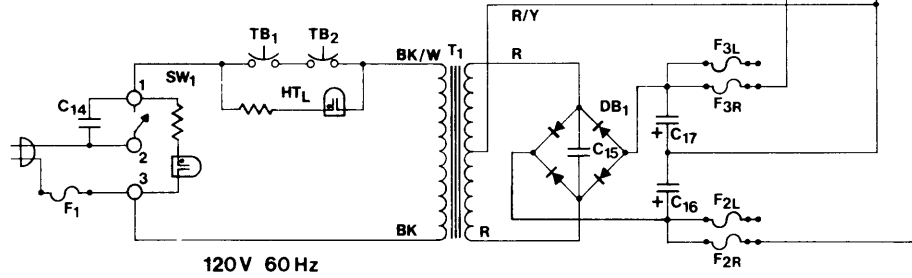 R/Y
TB1 TB2
BK/W T1 R
F3L
SW1
1
HTL
F3R
C14
DB1
+ C17
C15
2
3
F1
+ C16
F2L
BK R
F2R
120V 60Hz